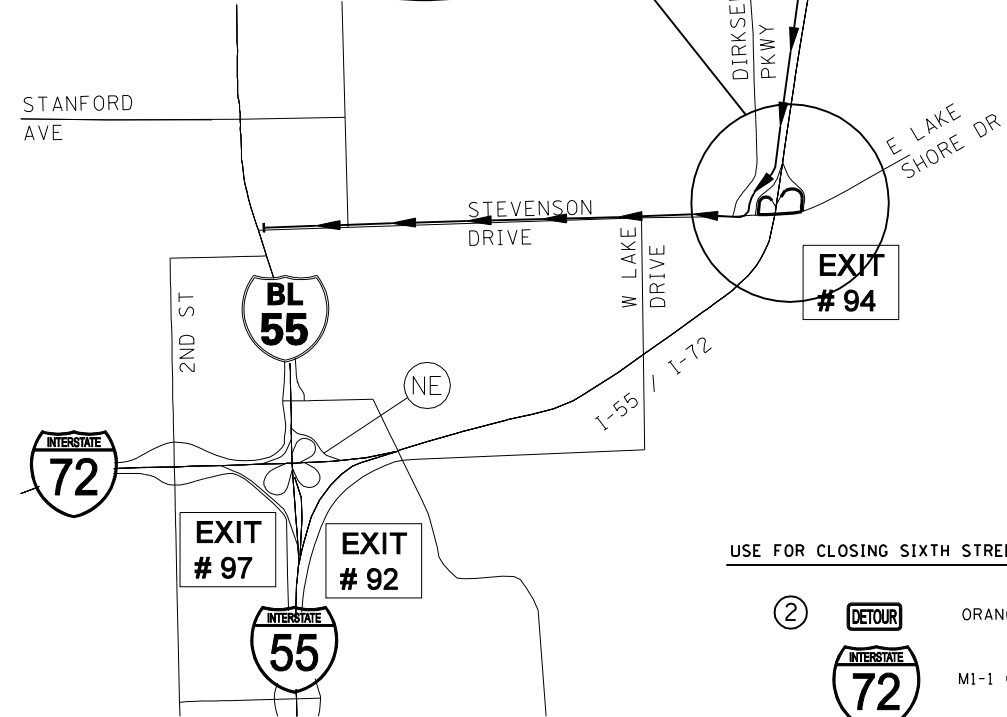 DIRKSE
PKWY
STANFORD
AVE
E LAKE
SHORE DR
STEVENSON
DRIVE
W LAKE
DRIVE
EXIT
# 94
2ND ST
BL
55
I-55 / I-72
NE
INTERSTATE
72
EXIT
# 97
EXIT
# 92
INTERSTATE
55
USE FOR CLOSING SIXTH STREE
2
DETOUR
ORAN
INTERSTATE
72
M1-1